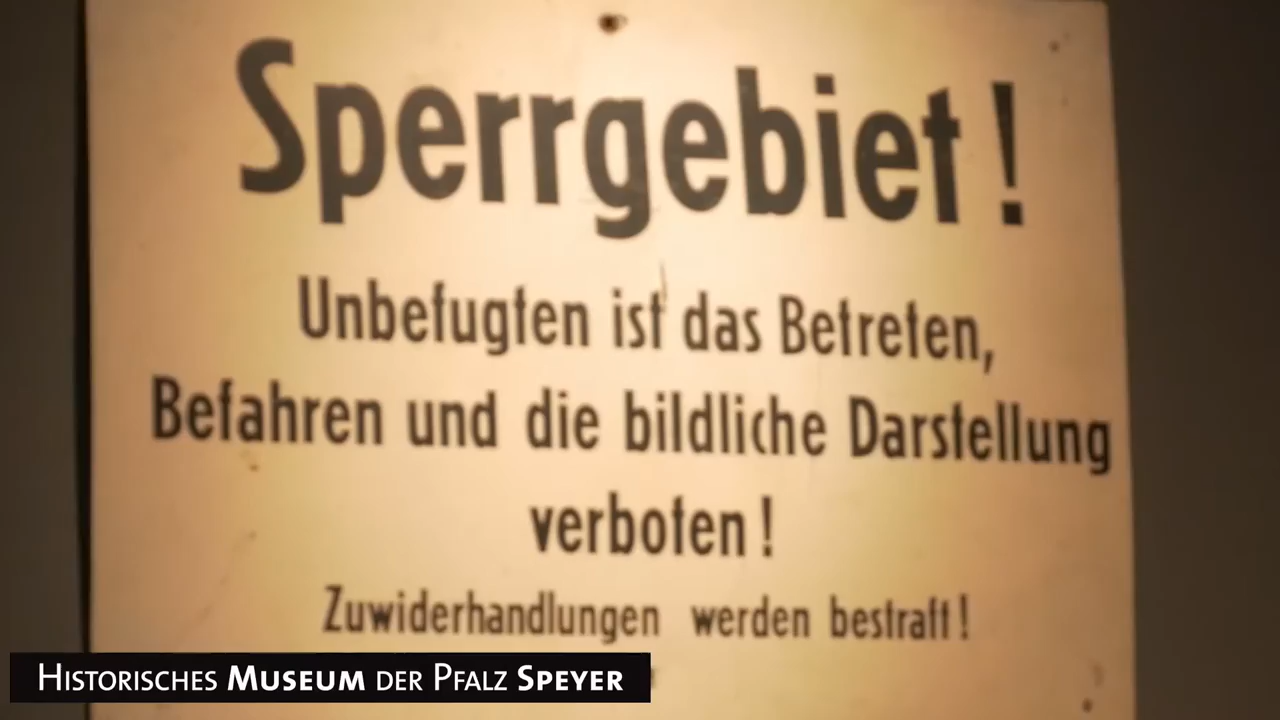 Sperrgebiet!
Unbefugten ist das Betreten,
Befahren und die bildliche Darstellung
verboten!
Zuwiderhandlungen werden bestraft!
Historisches Museum der Pfalz Speyer